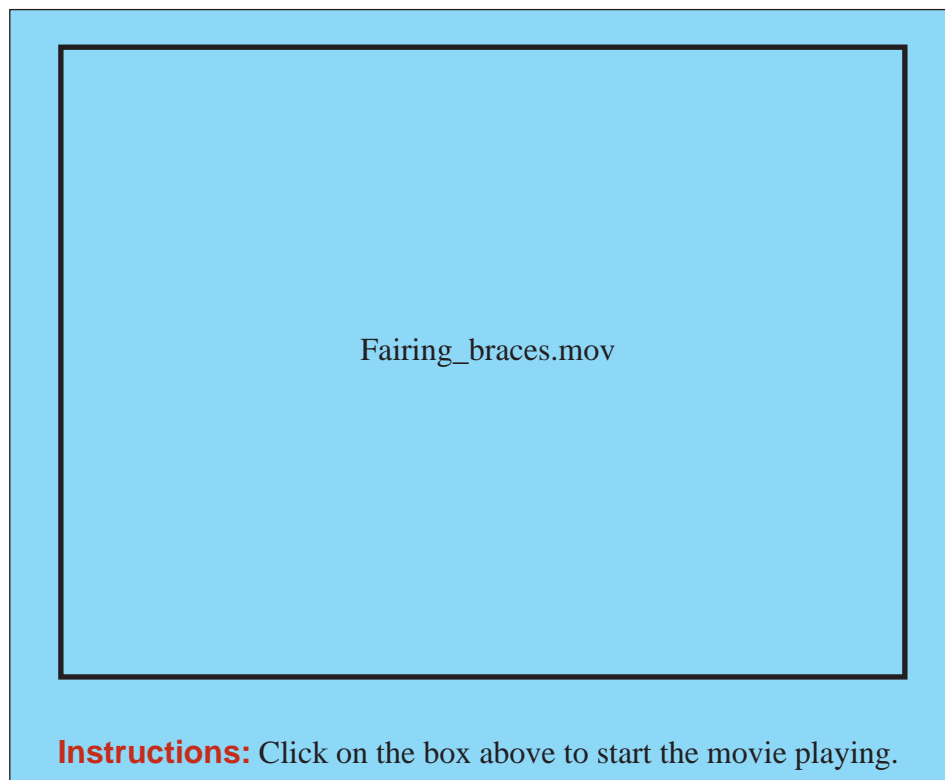 Fairing_braces.mov
Instructions: Click on the box above to start the movie playing.